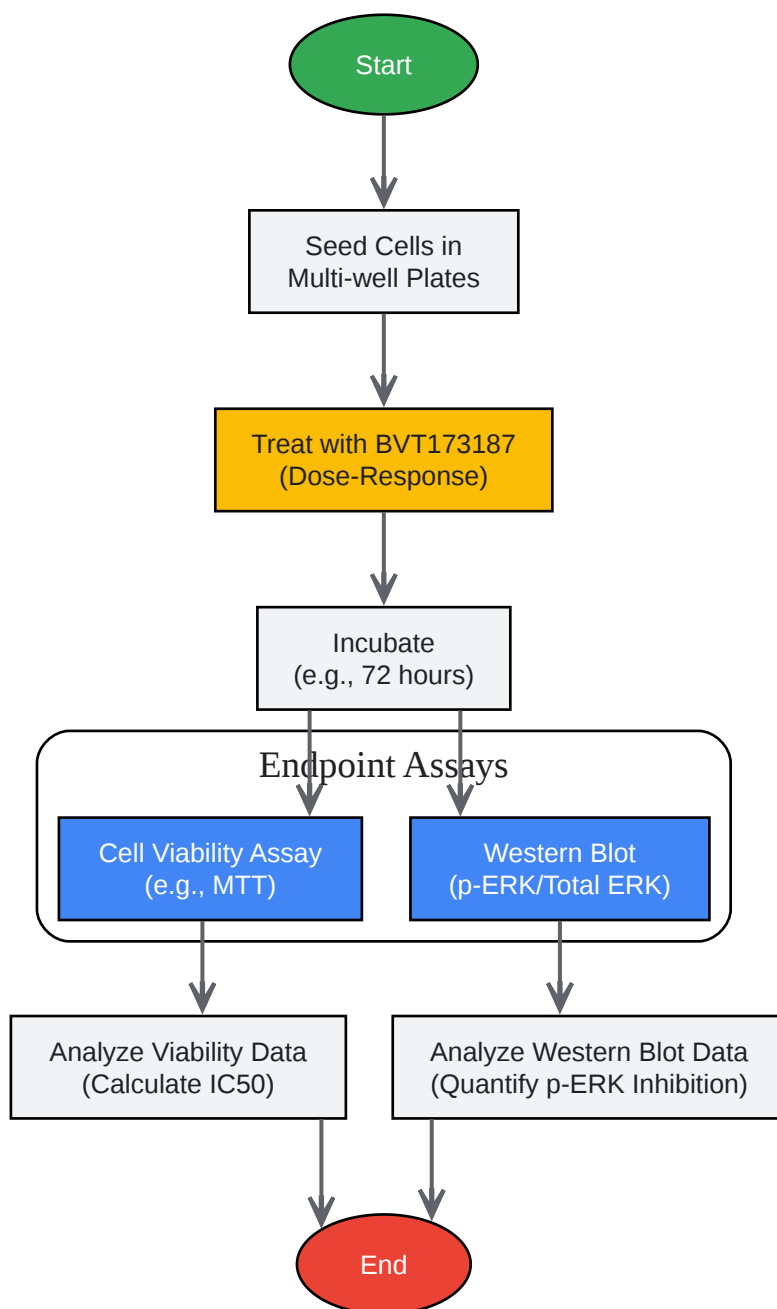 Start
Seed Cells in
Multi-well Plates
Treat with BVT173187
(Dose-Response)
Incubate
(e.g., 72 hours)
Endpoint Assays
Cell Viability Assay
(e.g., MTT)
Western Blot
(p-ERK/Total ERK)
Analyze Viability Data
(Calculate IC50)
Analyze Western Blot Data
(Quantify p-ERK Inhibition)
End